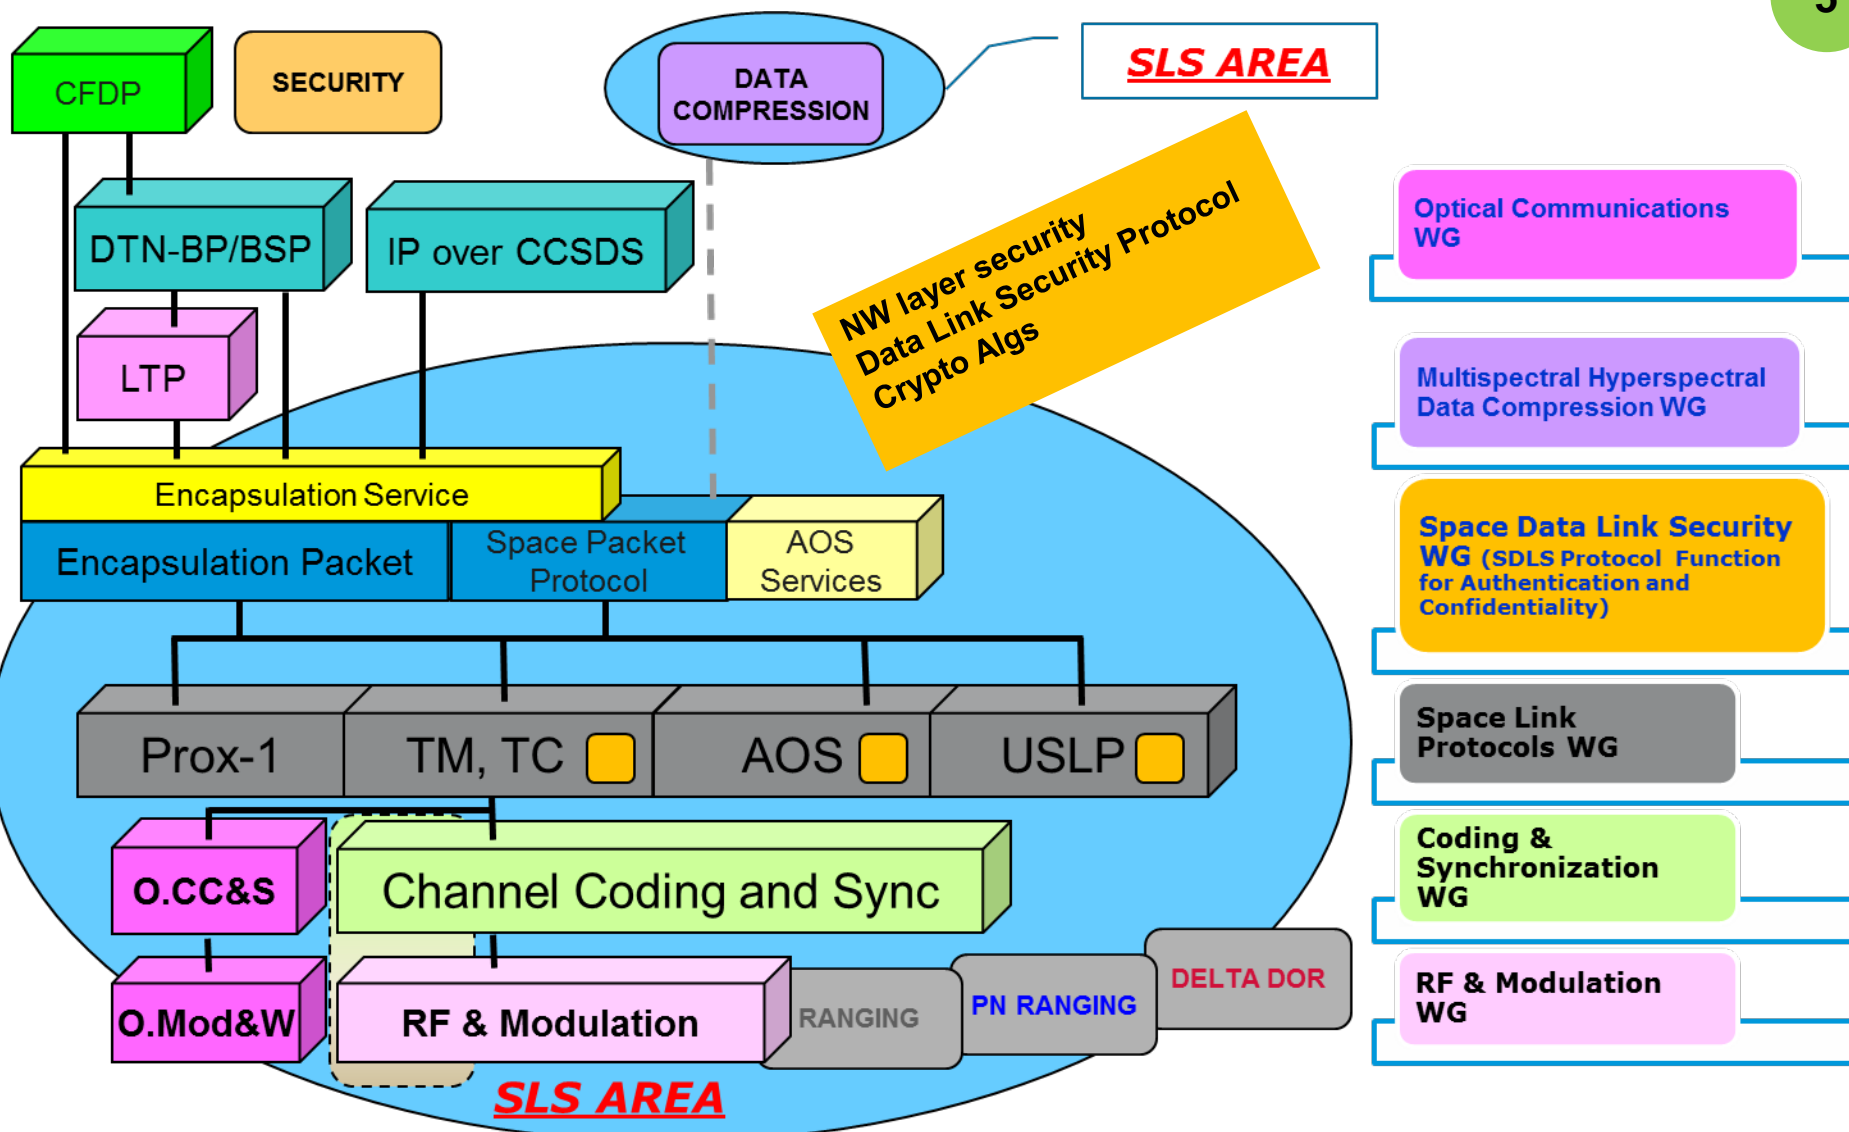 CFDP
SECURITY
DATA
COMPRESSION
SLS AREA
DTN-BP/BSP
IP over CCSDS
NW layer security
Data Link Security Protocol
Crypto Algs
LTP
Encapsulation Service
Encapsulation Packet
Space Packet
Protocol
AOS
Services
Prox-1
TM, TC
AOS
USLP
O.CC&S
Channel Coding and Sync
O.Mod&W
RF & Modulation
RANGING
PN RANGING
DELTA DOR
SLS AREA
Optical Communications
WG
Multispectral Hyperspectral
Data Compression WG
Space Data Link Security
WG (SDLS Protocol Function
for Authentication and
Confidentiality)
Space Link
Protocols WG
Coding &
Synchronization
WG
RF & Modulation
WG